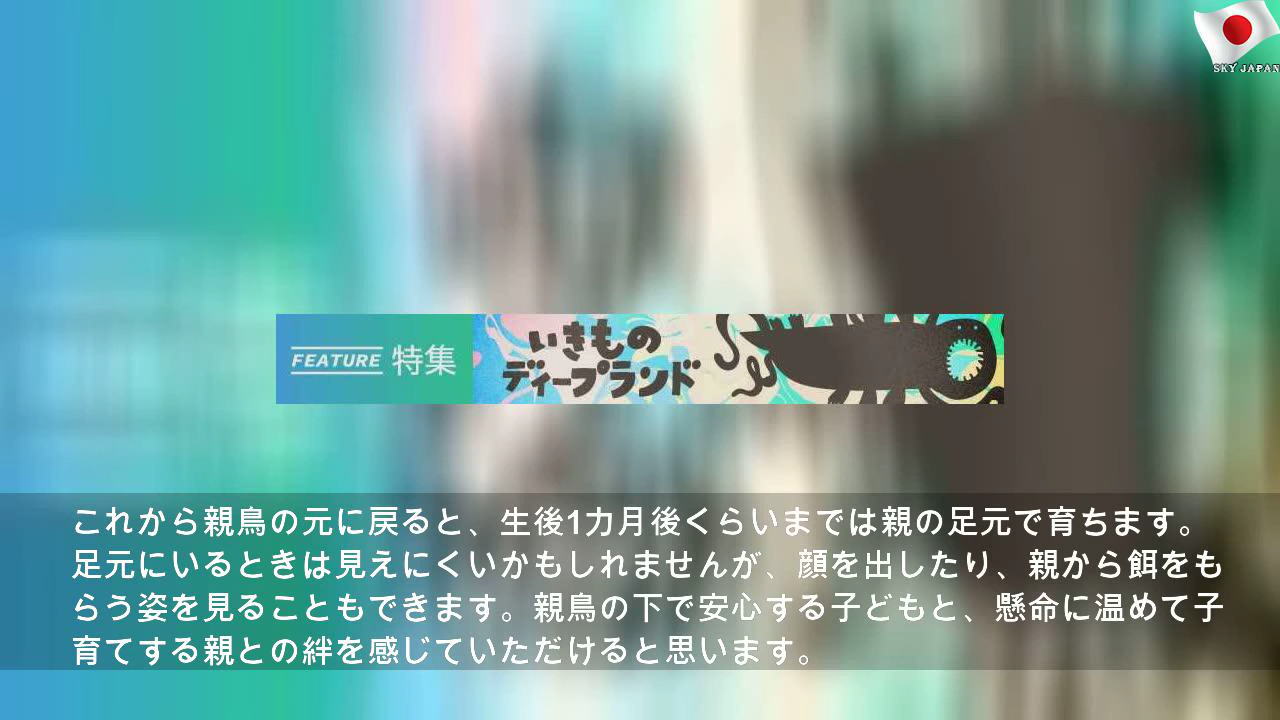 SKY JAPAN
FEATURE 特集
いきもの
ディープランド
これから親鳥の元に戻ると、生後1カ月後くらいまでは親の足元で育ちます。
足元にいるときは見えにくいかもしれませんが、顔を出したり、親から餌をも
らう姿を見ることもできます。親鳥の下で安心する子どもと、懸命に温めて子
育てする親との絆を感じていただけると思います。